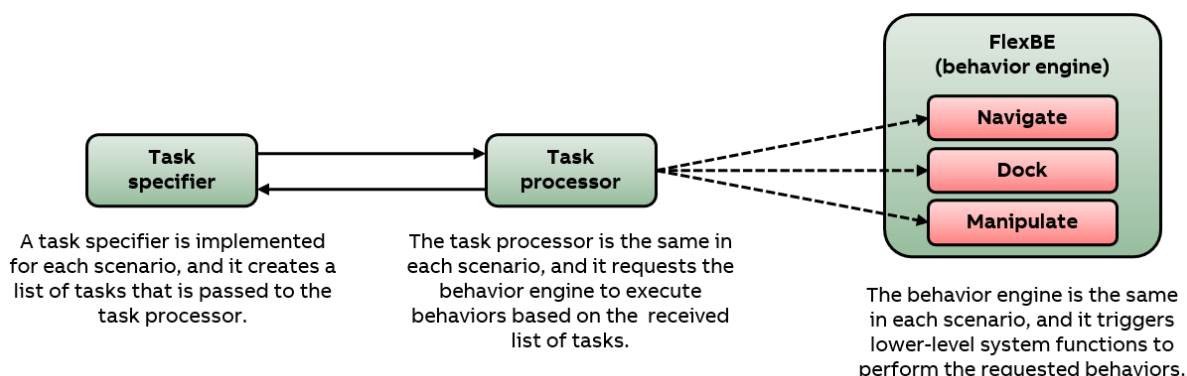 FlexBE
(behavior engine)
Navigate
Dock
Manipulate
Task
specifier
Task
processor
A task specifier is implemented
for each scenario, and it creates a
list of tasks that is passed to the
task processor.
The task processor is the same in
each scenario, and it requests the
behavior engine to execute
behaviors based on the received
list of tasks.
The behavior engine is the same
in each scenario, and it triggers
lower-level system functions to
perform the requested behaviors.